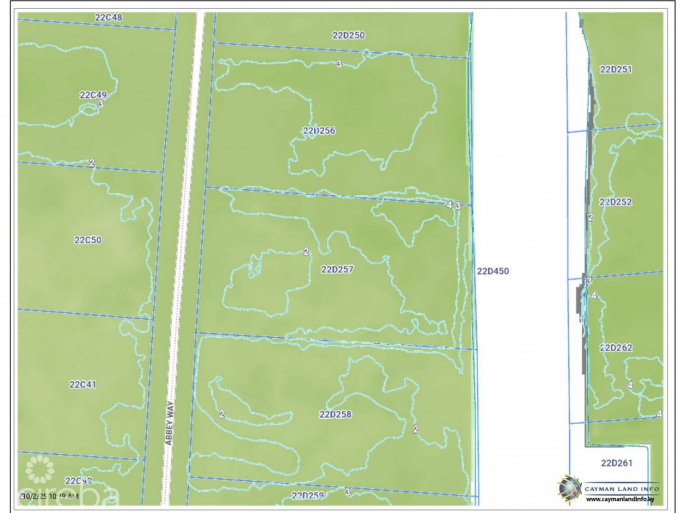 22C48
22D250
3
22D251
22C49
3
22D256
2
2
22D252
4
3
2
22C50
2
22D257
22D450
3
4
22D262
22C41
2
22D258
2
4
4
ABBEY WAY
22D261
3
22D259
CAYMAN LAND INFO
www.caymanlandinfo.ky